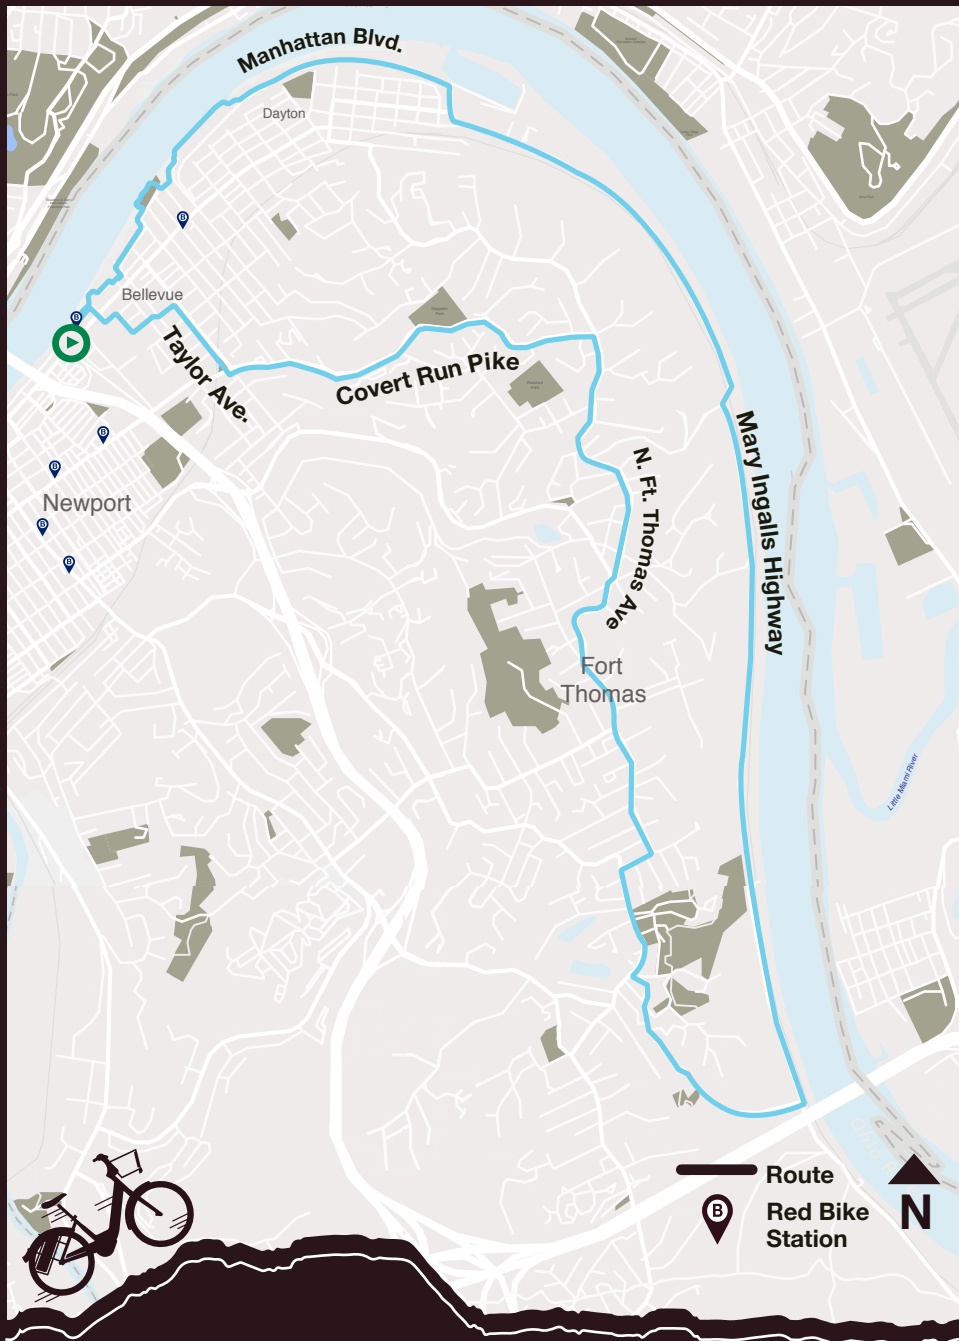 Manhattan Blvd.
Dayton
B
Bellevue
B
Taylor Ave.
Covert Run Pike
B
B
Newport
B
B
N. Ft. Thomas Ave
Mary Ingalls Highway
Fort
Thomas
Little Miami River
Ohio
Route
B
Red Bike
Station
N